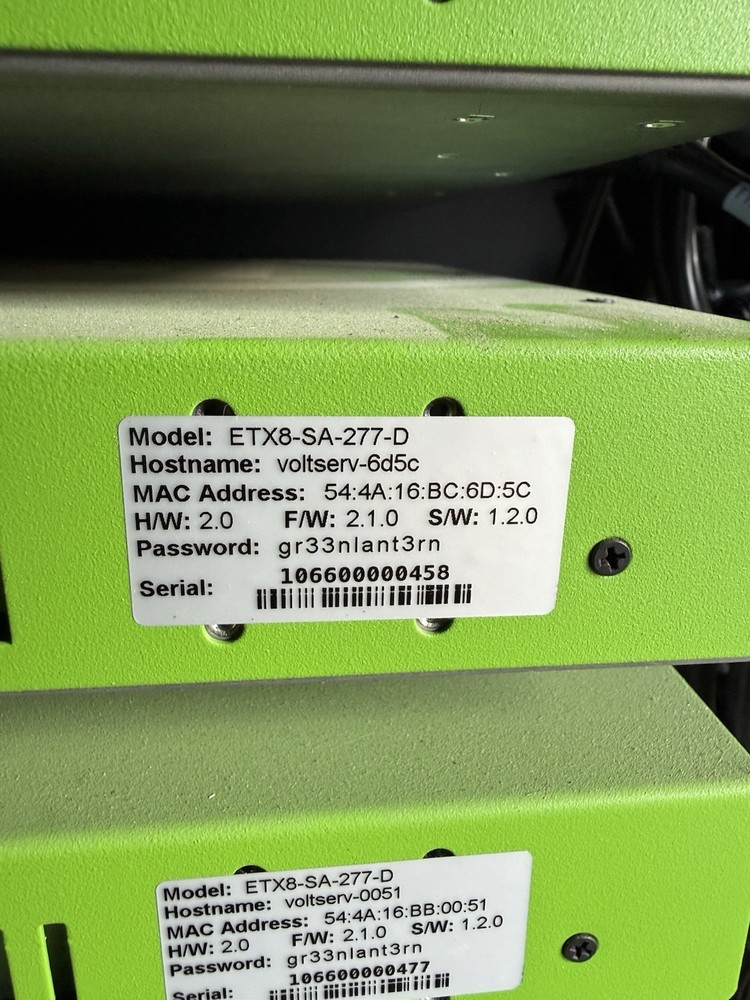 Model: ETX8-SA-277-D
Hostname: voltserv-6d5c
MAC Address: 54:4A:16:BC:6D:5C
H/W: 2.0 F/W: 2.1.0 S/W: 1.2.0
Password: gr33nlant3rn
106600000458
Serial:
Model: ETX8-SA-277-D
Hostname: voltserv-0051
MAC Address: 54:4A:16:BB:00:51
H/W: 2.0 F/W: 2.1.0 S/W: 1.2.0
Password: gr33nlant3rn
106600000477
Serial: